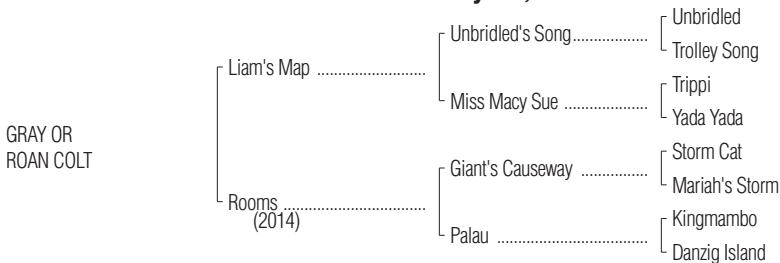 Unbridled
Unbridled's Song..................
Trolley Song
Liam's Map ..........................
Trippi
Miss Macy Sue ....................
Yada Yada
GRAY OR
ROAN COLT
Storm Cat
Giant's Causeway ................
Mariah's Storm
Rooms ..................................
(2014)
Kingmambo
Palau ....................................
Danzig Island